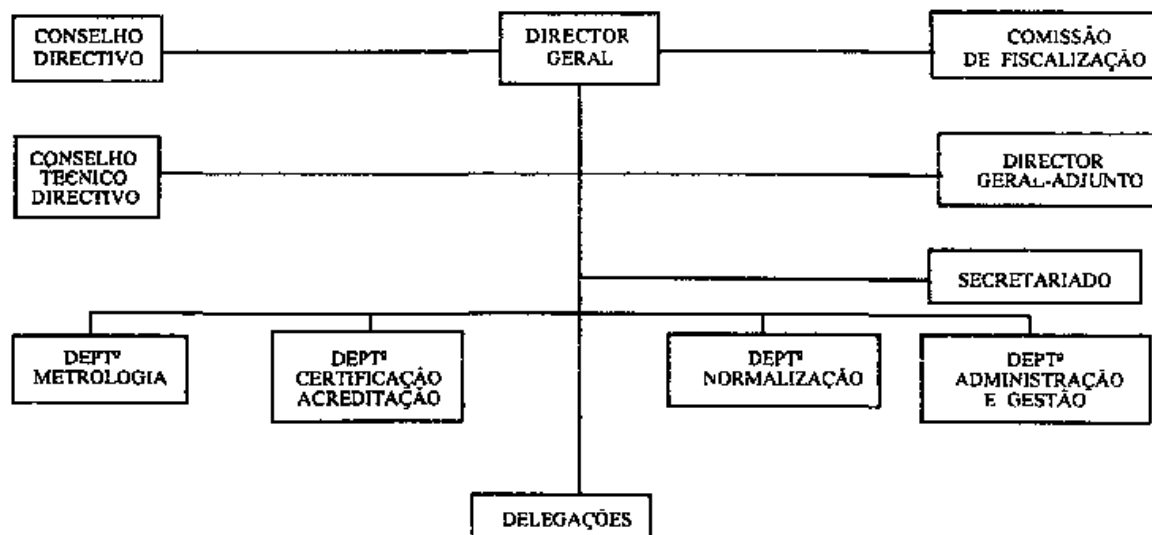 CONSELHO
DIRECTIVO
DIRECTOR
GERAL
COMISSÃO
DE FISCALIZAÇÃO
CONSELHO
TÉCNICO
DIRECTIVO
DIRECTOR
GERAL-ADJUNTO
SECRETARIADO
DEPTº
METROLOGIA
DEPTº
CERTIFICAÇÃO
ACREDITAÇÃO
DEPTº
NORMALIZAÇÃO
DEPTº
ADMINISTRAÇÃO
E GESTÃO
DELEGAÇÕES